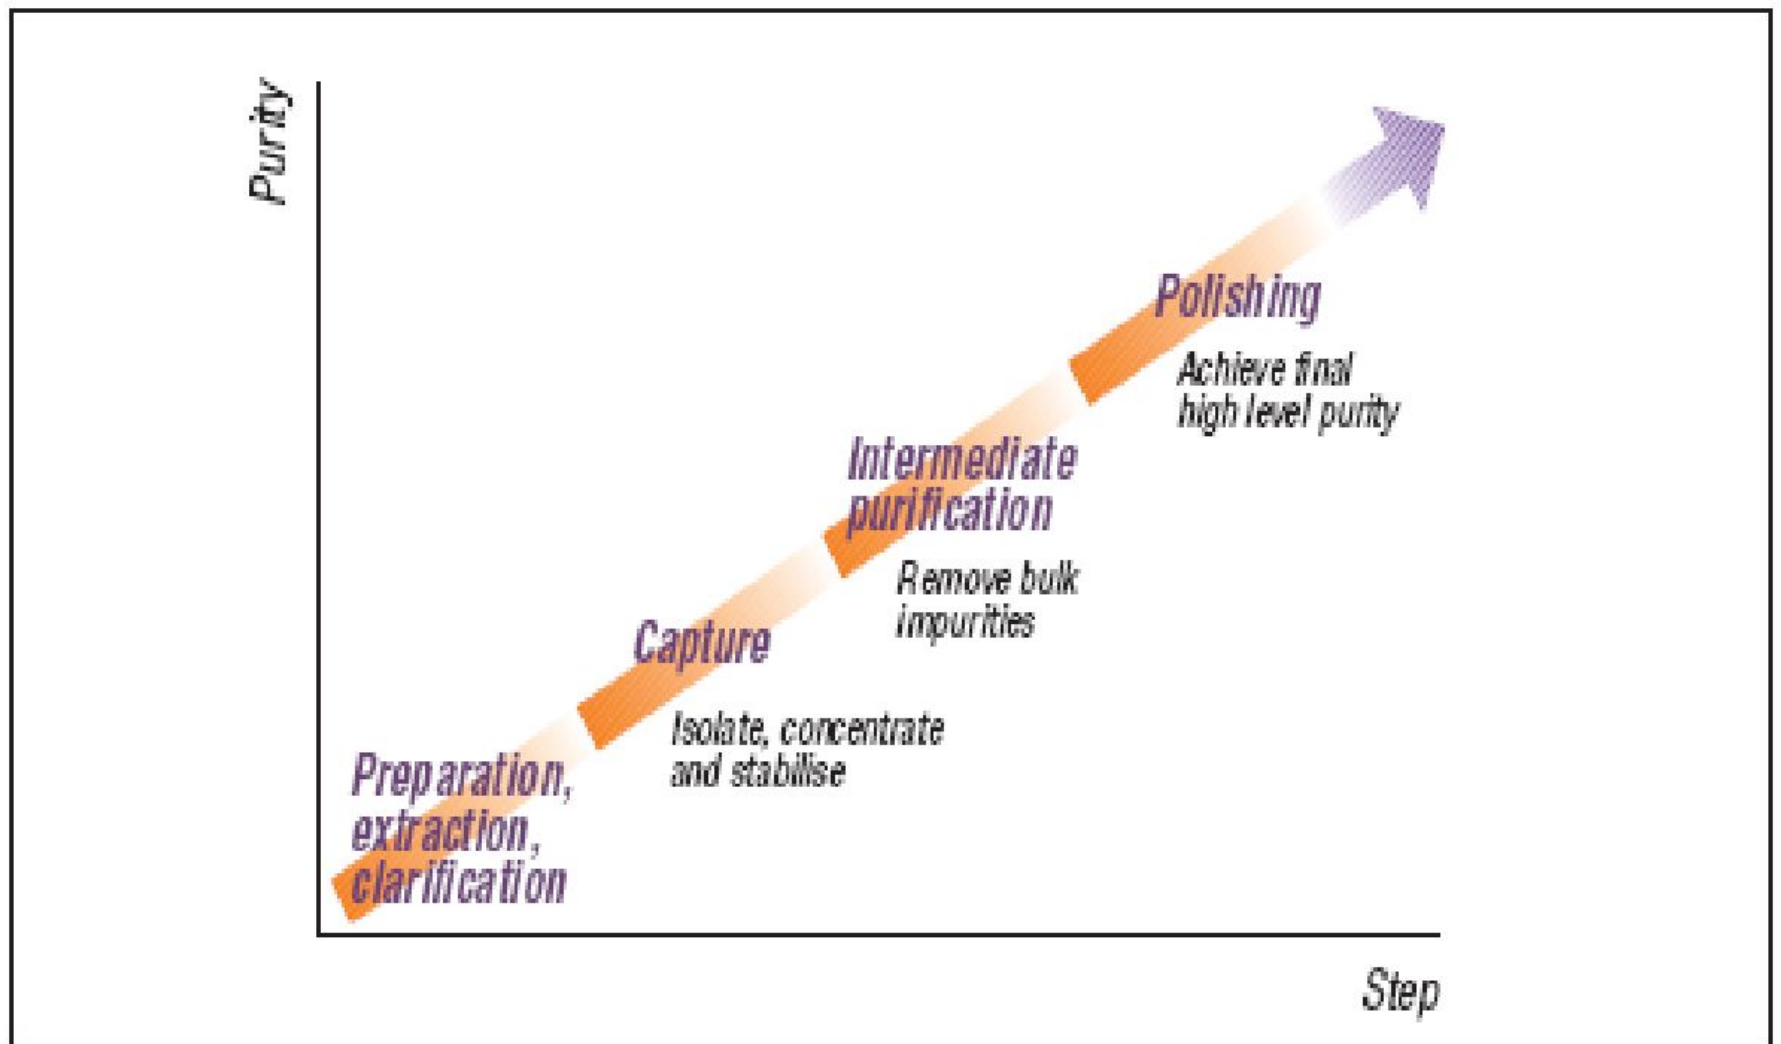 Purity
Polishing
Achieve final
high level purity
Intermediate
purification
Remove bulk
impurities
Capture
Isolate, concentrate
and stabilise
Preparation,
extraction,
clarification
Step